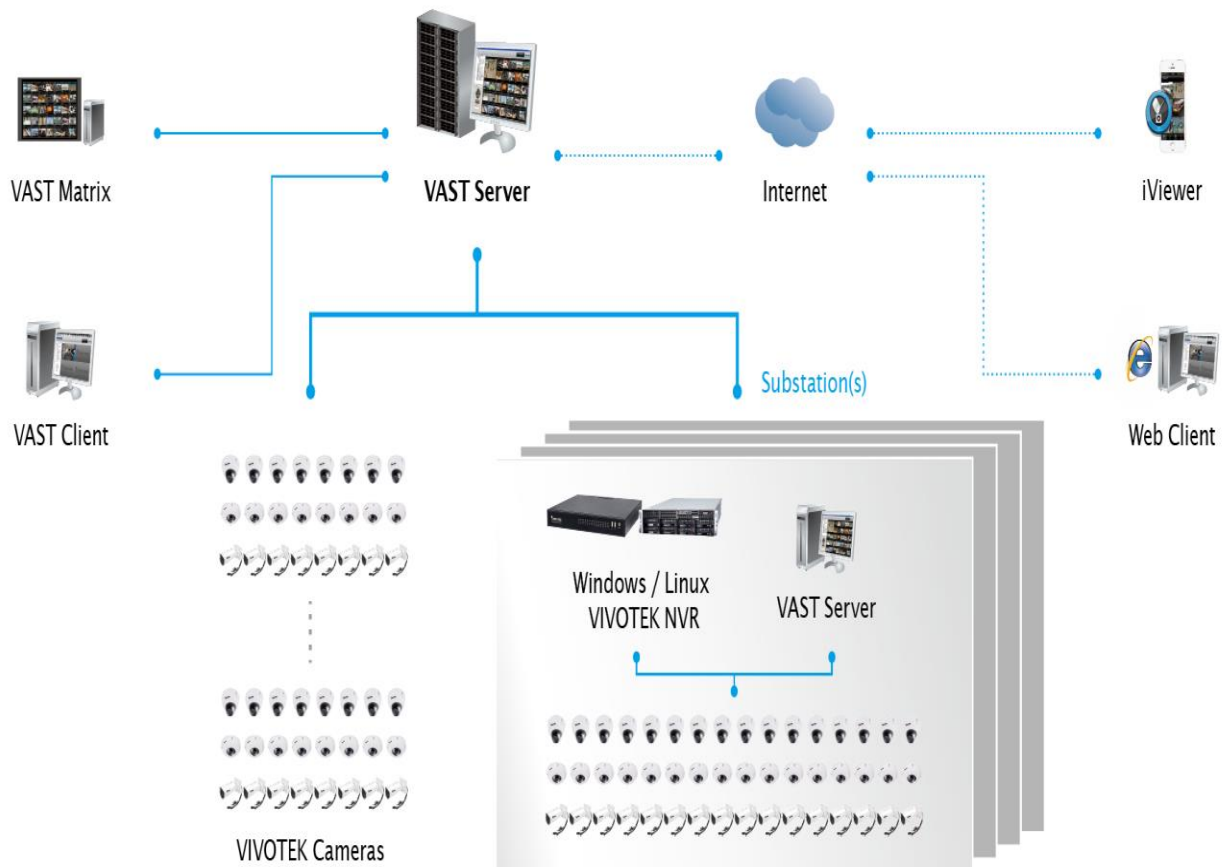 VAST Matrix
VAST Server
Internet
iViewer
VAST Client
Substation(s)
Web Client
Windows / Linux
VIVOTEK NVR
VAST Server
VIVOTEK Cameras